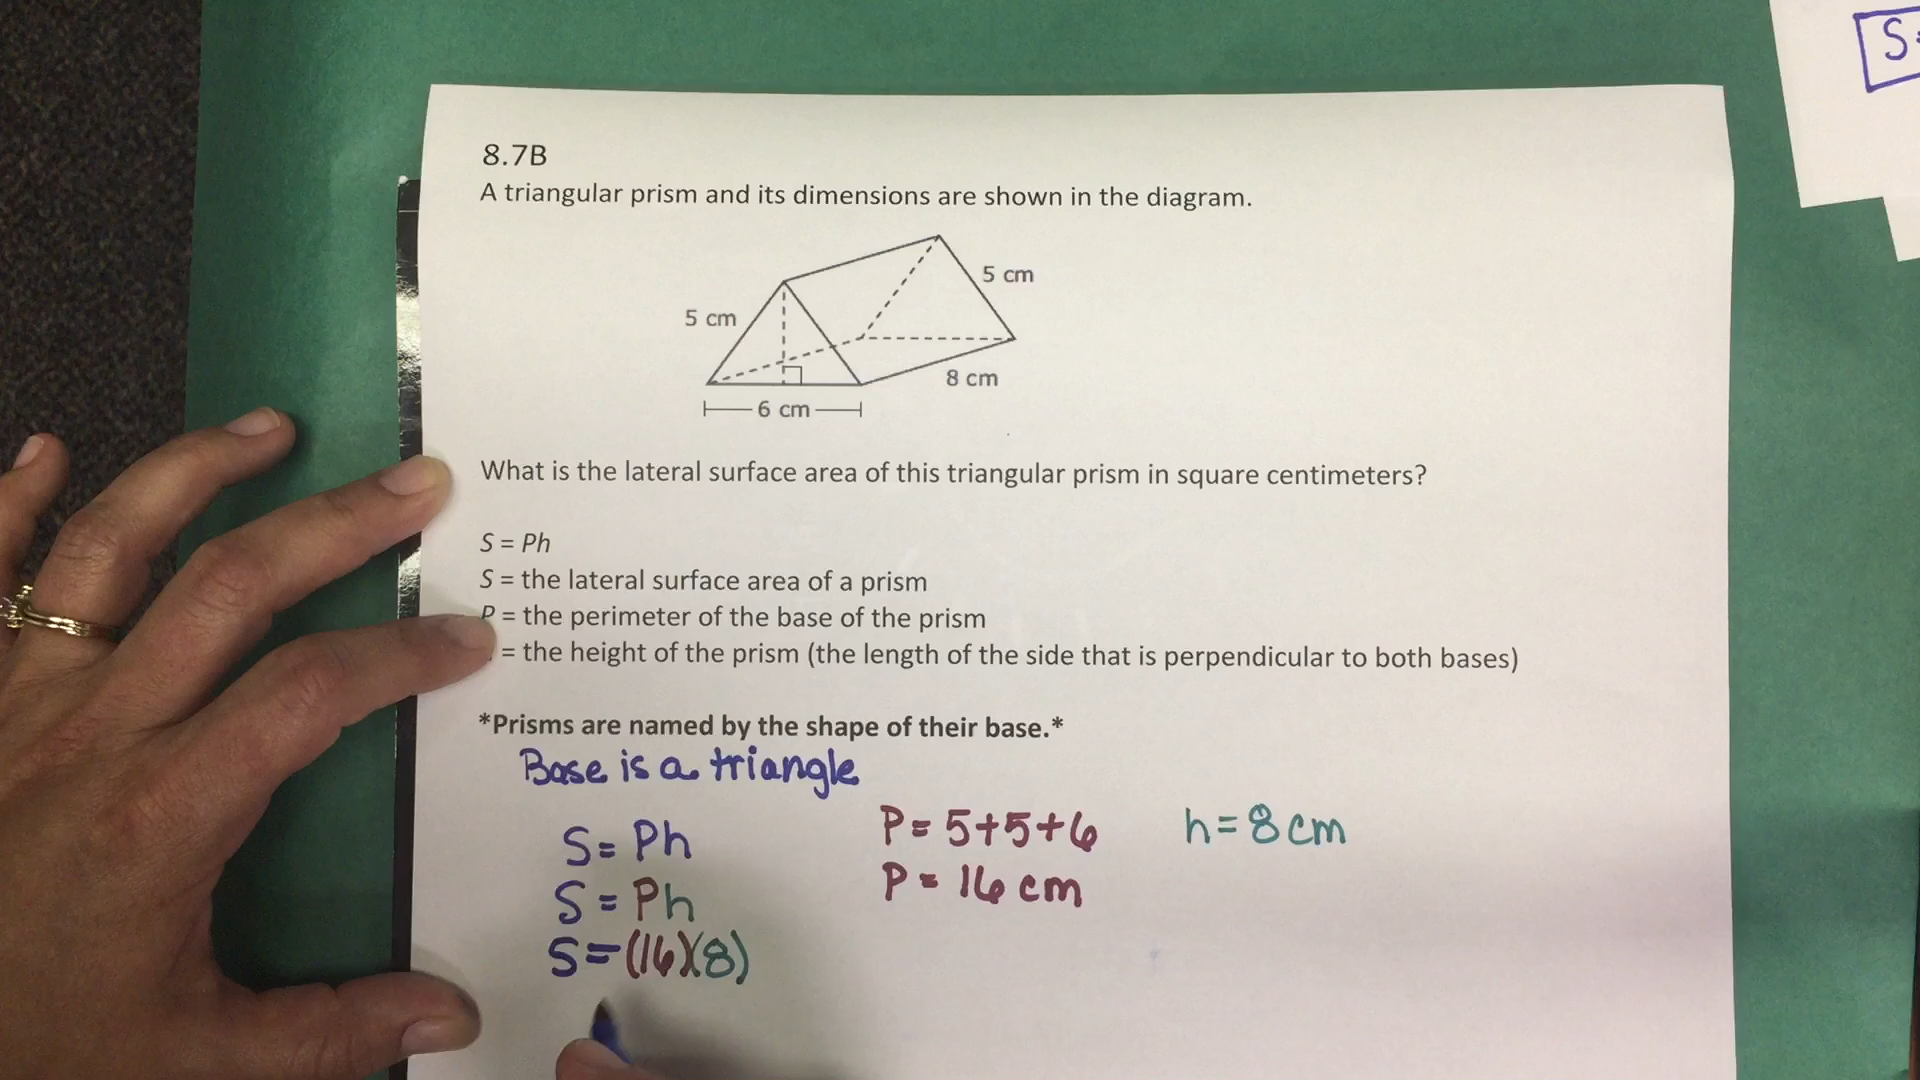 S=
8.7B
A triangular prism and its dimensions are shown in the diagram.
5 cm
5 cm
8 cm
6 cm
What is the lateral surface area of this triangular prism in square centimeters?
S = Ph
S = the lateral surface area of a prism
P = the perimeter of the base of the prism
= the height of the prism (the length of the side that is perpendicular to both bases)
*Prisms are named by the shape of their base.*
Base is a triangle
S = Ph
P = 5+5+6
h = 8 cm
S = Ph
P = 16 cm
S = (16)(8)